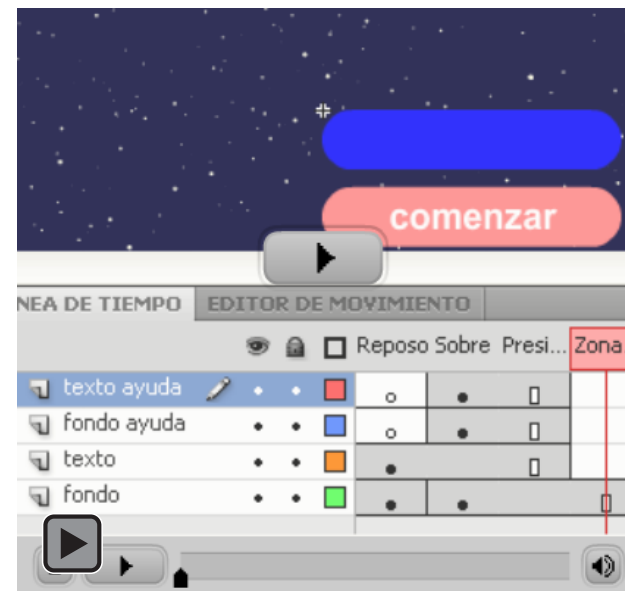 comenzar
NEA DE TIEMPO EDITOR DE MOVIMIENTO
Reposo Sobre Presi... Zona
texto ayuda
fondo ayuda
texto
fondo